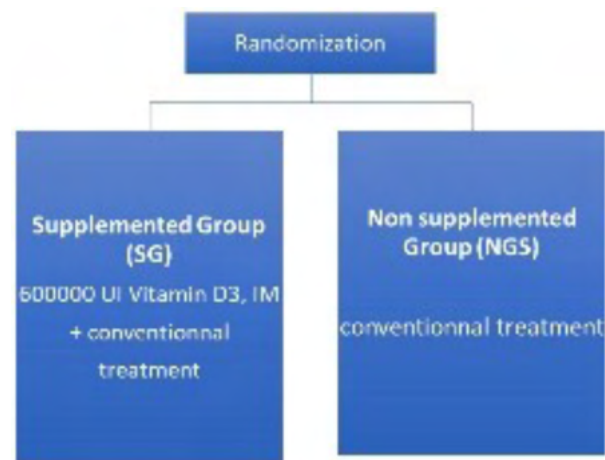 Randomization
Supplemented Group
(SG)
600000 UI Vitamin D3, IM
+ conventionnal
treatment
Non supplemented
Group (NGS)
conventionnal treatment